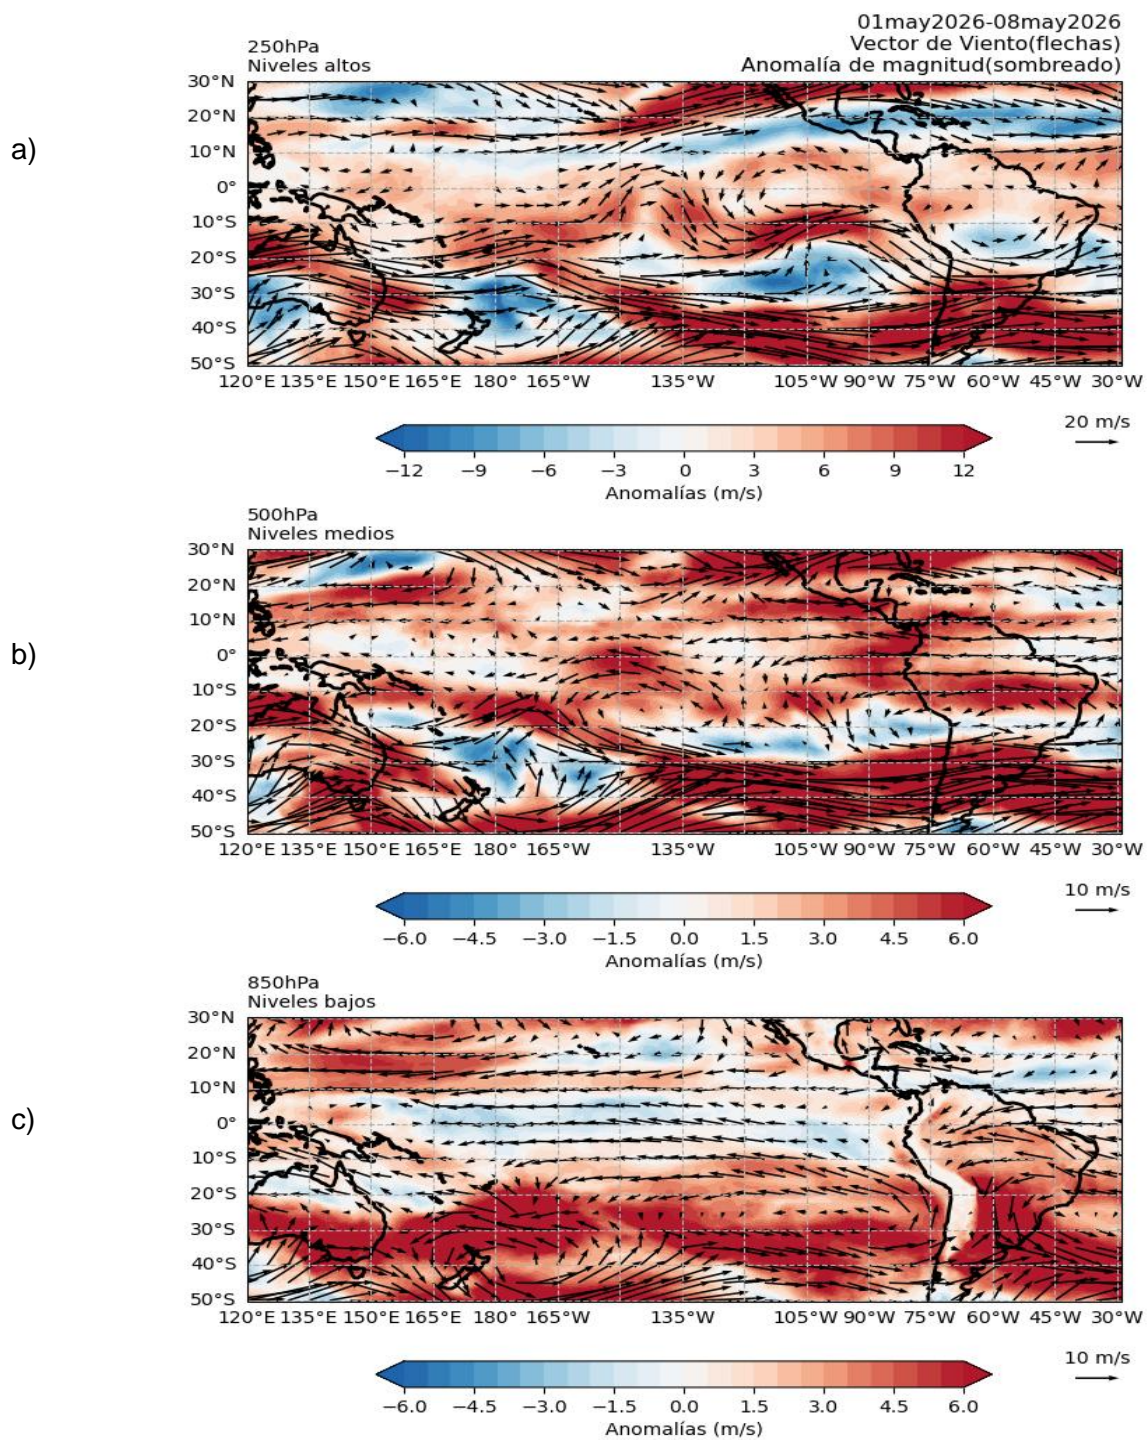 01may2026-08may2026
Vector de Viento(flechas)
Anomalía de magnitud(sombreado)
250hPa
Niveles altos
a)
30°N
20°N
10°N
0°
10°S
20°S
30°S
40°S
50°S
120°E 135°E 150°E 165°E 180° 165°W 135°W 105°W 90°W 75°W 60°W 45°W 30°W
20 m/s
−12 −9 −6 −3 0 3 6 9 12
Anomalías (m/s)
500hPa
Niveles medios
b)
30°N
20°N
10°N
0°
10°S
20°S
30°S
40°S
50°S
120°E 135°E 150°E 165°E 180° 165°W 135°W 105°W 90°W 75°W 60°W 45°W 30°W
10 m/s
−6.0 −4.5 −3.0 −1.5 0.0 1.5 3.0 4.5 6.0
Anomalías (m/s)
850hPa
Niveles bajos
c)
30°N
20°N
10°N
0°
10°S
20°S
30°S
40°S
50°S
120°E 135°E 150°E 165°E 180° 165°W 135°W 105°W 90°W 75°W 60°W 45°W 30°W
10 m/s
−6.0 −4.5 −3.0 −1.5 0.0 1.5 3.0 4.5 6.0
Anomalías (m/s)